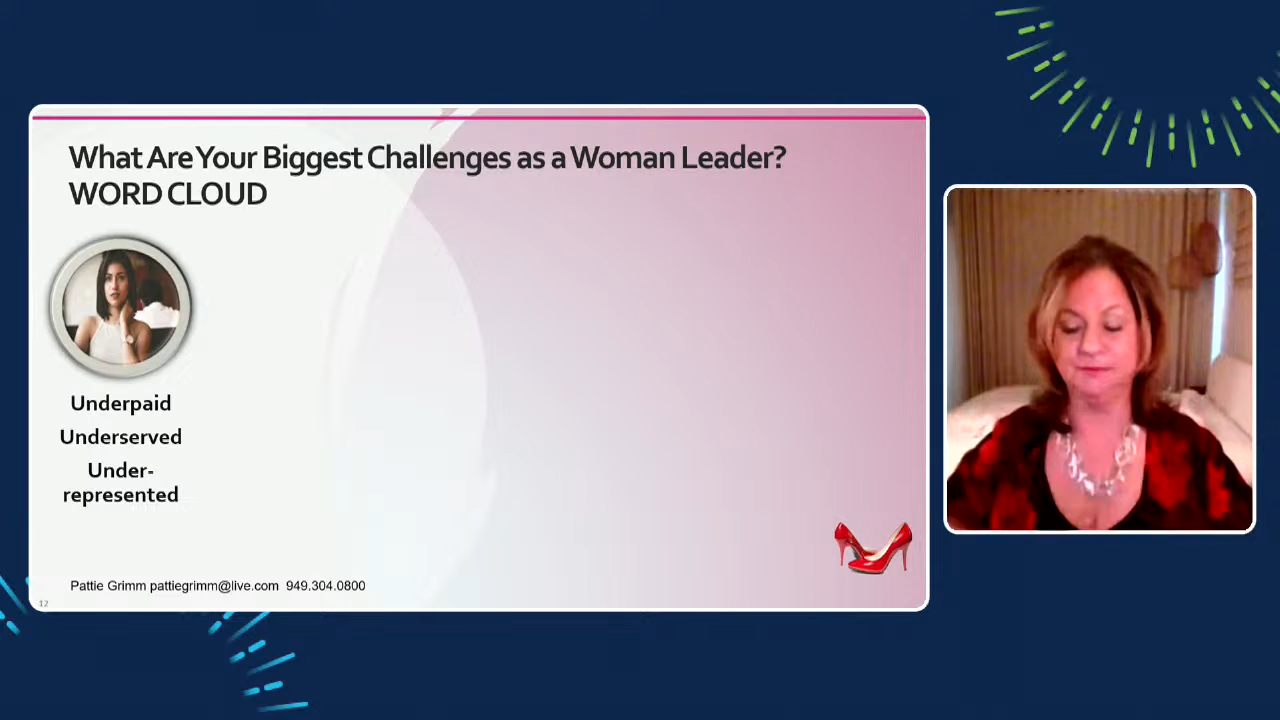 What Are Your Biggest Challenges as a Woman Leader?
WORD CLOUD
Underpaid
Underserved
Under-
represented
Pattie Grimm pattiegrimm@live.com 949.304.0800
12